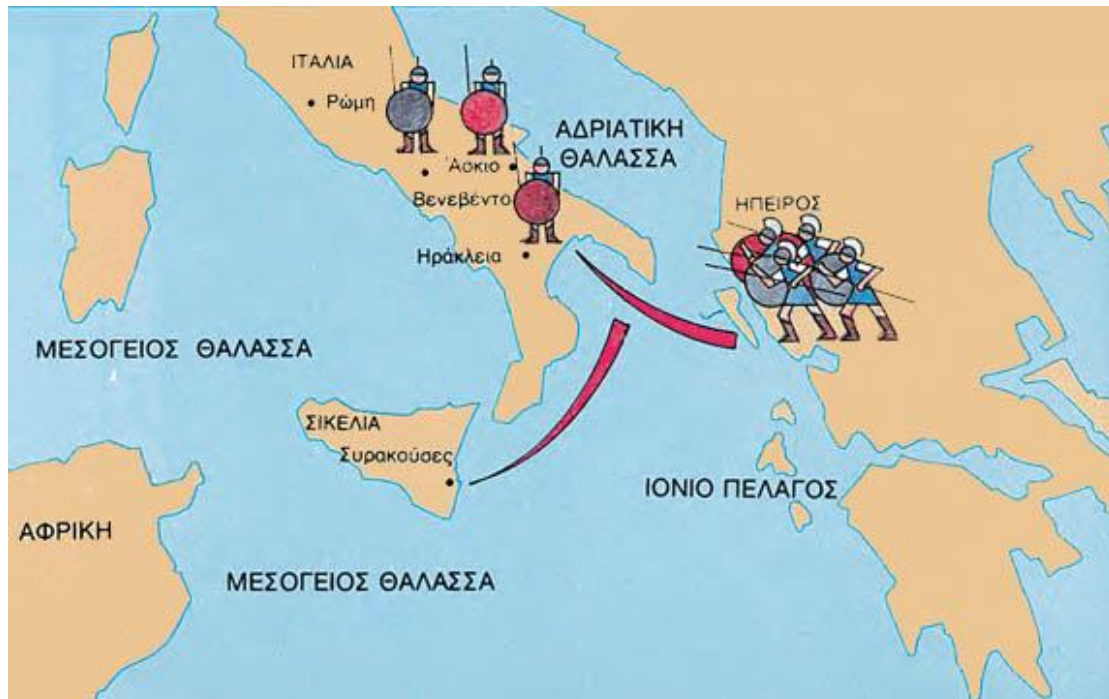 ΙΤΑΛΙΑ
Ρώμη
ΑΔΡΙΑΤΙΚΗ
ΘΑΛΑΣΣΑ
Άσκιο
Βενεβέντο
ΗΠΕΙΡΟΣ
Ηράκλεια
ΜΕΣΟΓΕΙΟΣ ΘΑΛΑΣΣΑ
ΣΙΚΕΛΙΑ
Συρακούσες
ΙΟΝΙΟ ΠΕΛΑΓΟΣ
ΑΦΡΙΚΗ
ΜΕΣΟΓΕΙΟΣ ΘΑΛΑΣΣΑ